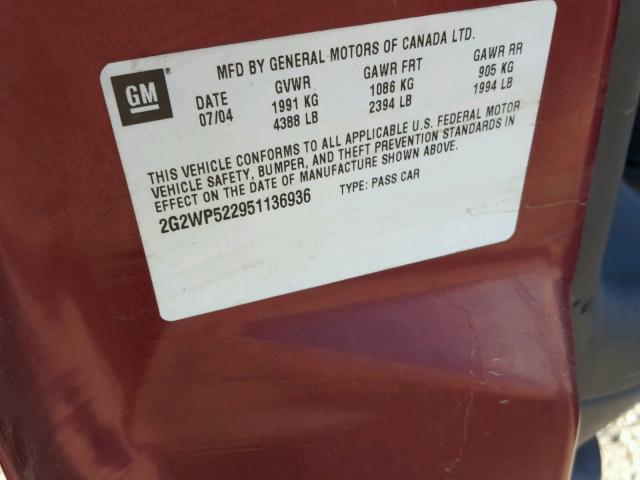 MFD BY GENERAL MOTORS OF CANADA LTD.
GM®
DATE GVWR GAWR FRT GAWR RR
07/04 1991 KG 1086 KG 905 KG
4388 LB 2394 LB 1994 LB
THIS VEHICLE CONFORMS TO ALL APPLICABLE U.S. FEDERAL MOTOR
VEHICLE SAFETY, BUMPER, AND THEFT PREVENTION STANDARDS IN
EFFECT ON THE DATE OF MANUFACTURE SHOWN ABOVE.
2G2WP522951136936 TYPE: PASS CAR